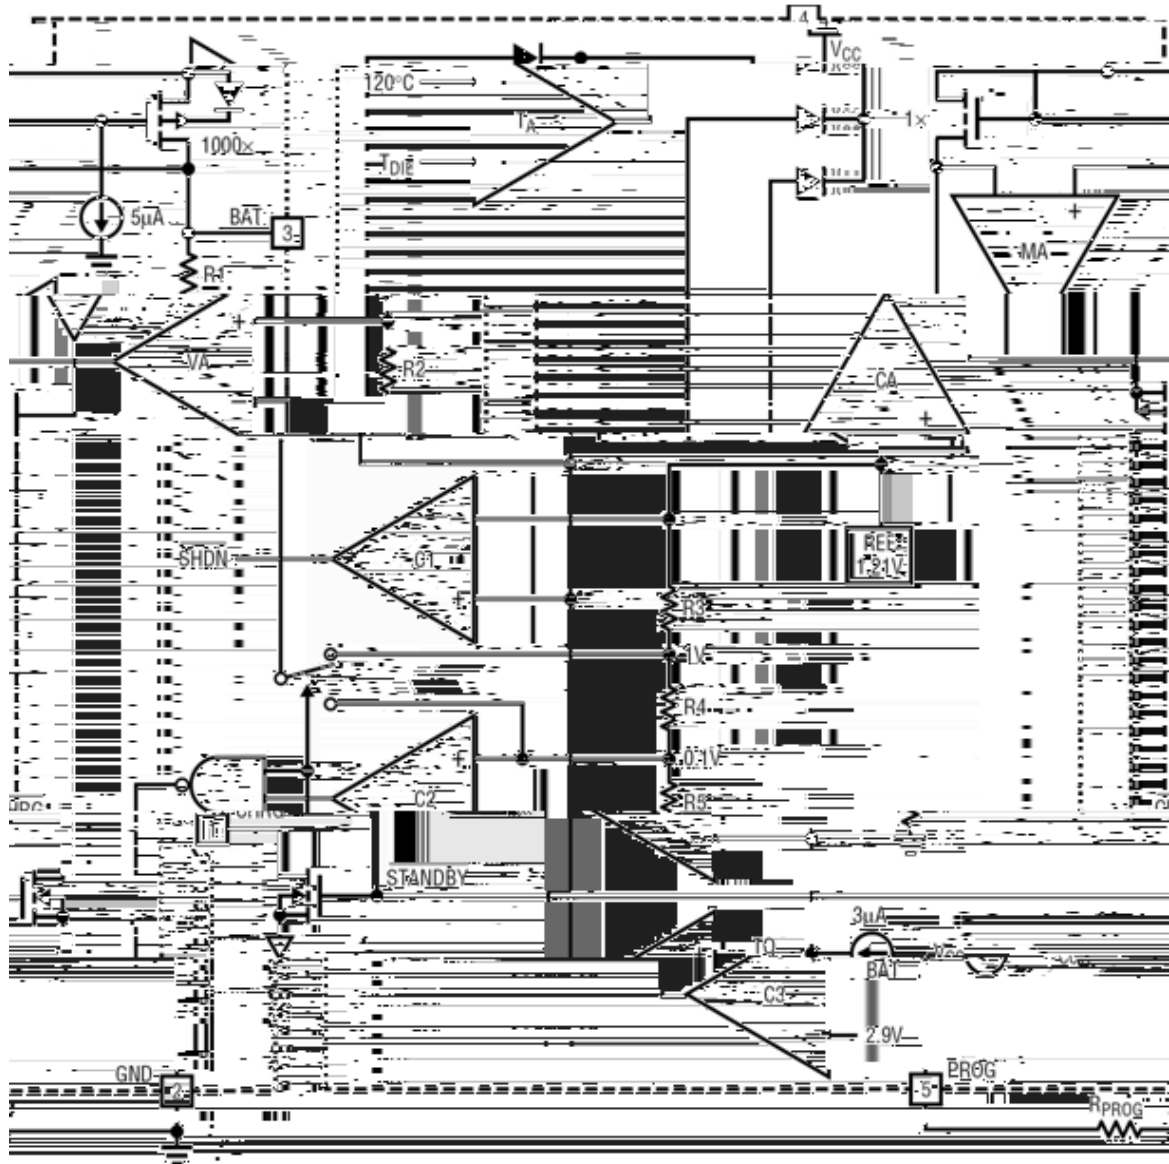 4
VCC
120°C
TA
1×
1000×
TDIE
5µA
BAT
3
MA
R1
VA
R2
CA
SHDN
C1
REF
1.21V
R3
1V
R4
0.1V
C2
R5
STANDBY
3µA
TO
BAT
C3
2.9V
GND
2
5
PROG
RPROG